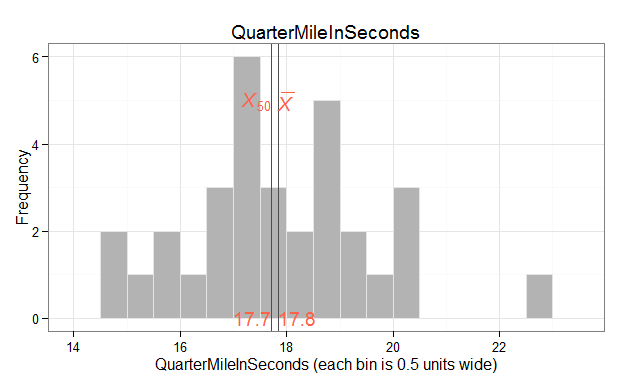 QuarterMileInSeconds
6
4
2
0
Frequency
X50 X̅
17.7 17.8
14 16 18 20 22
QuarterMileInSeconds (each bin is 0.5 units wide)